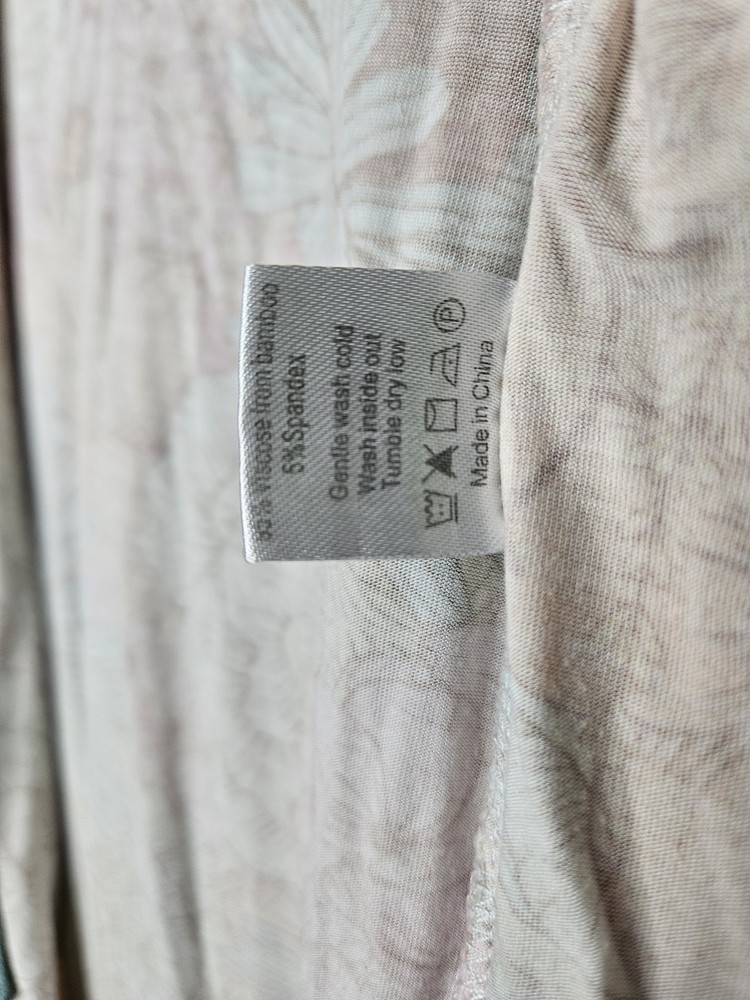 Viscose from Bamboo
5%Spandex
Gentle wash cold
Wash inside out
Tumble dry low
P
Made in China